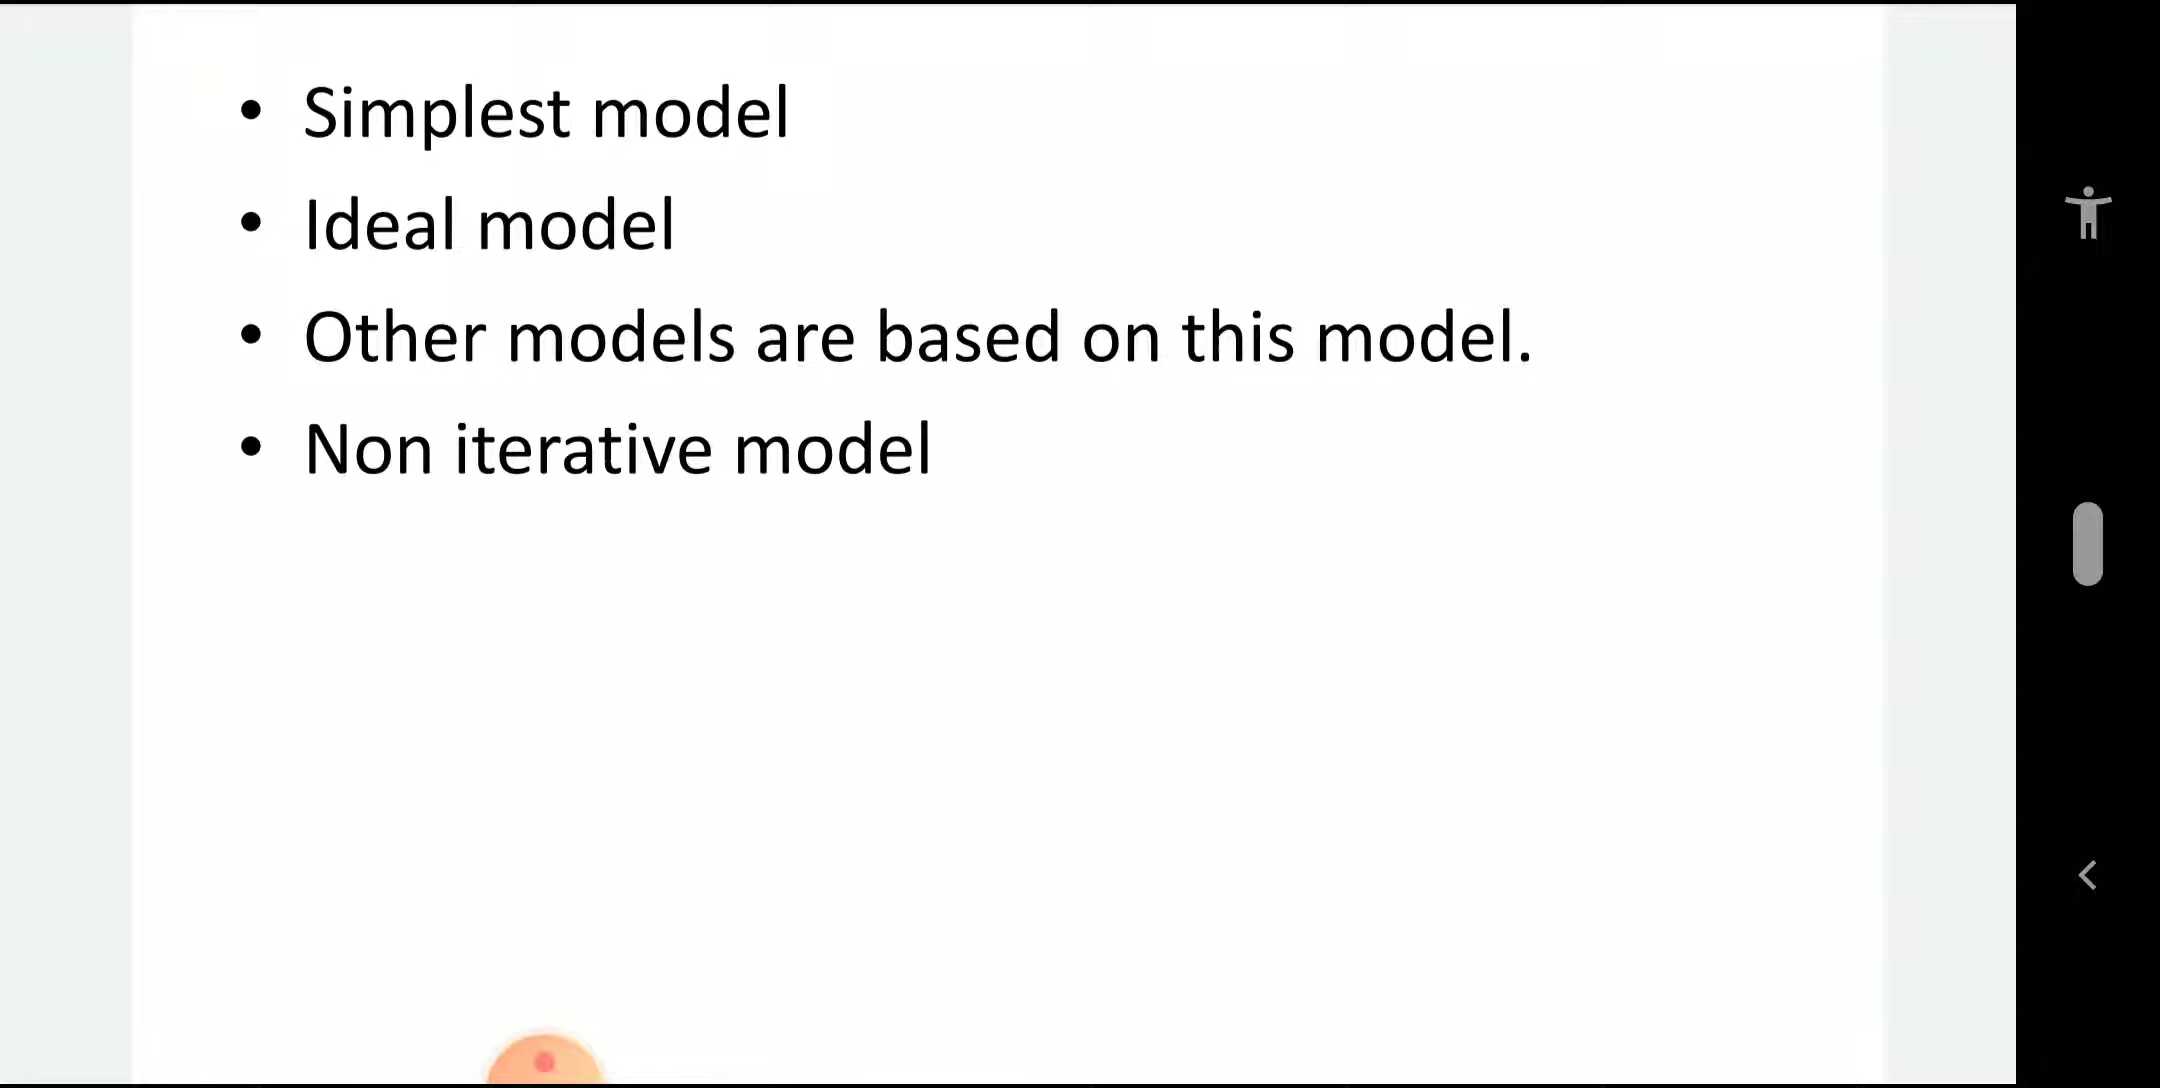 • Simplest model
• Ideal model
• Other models are based on this model.
• Non iterative model